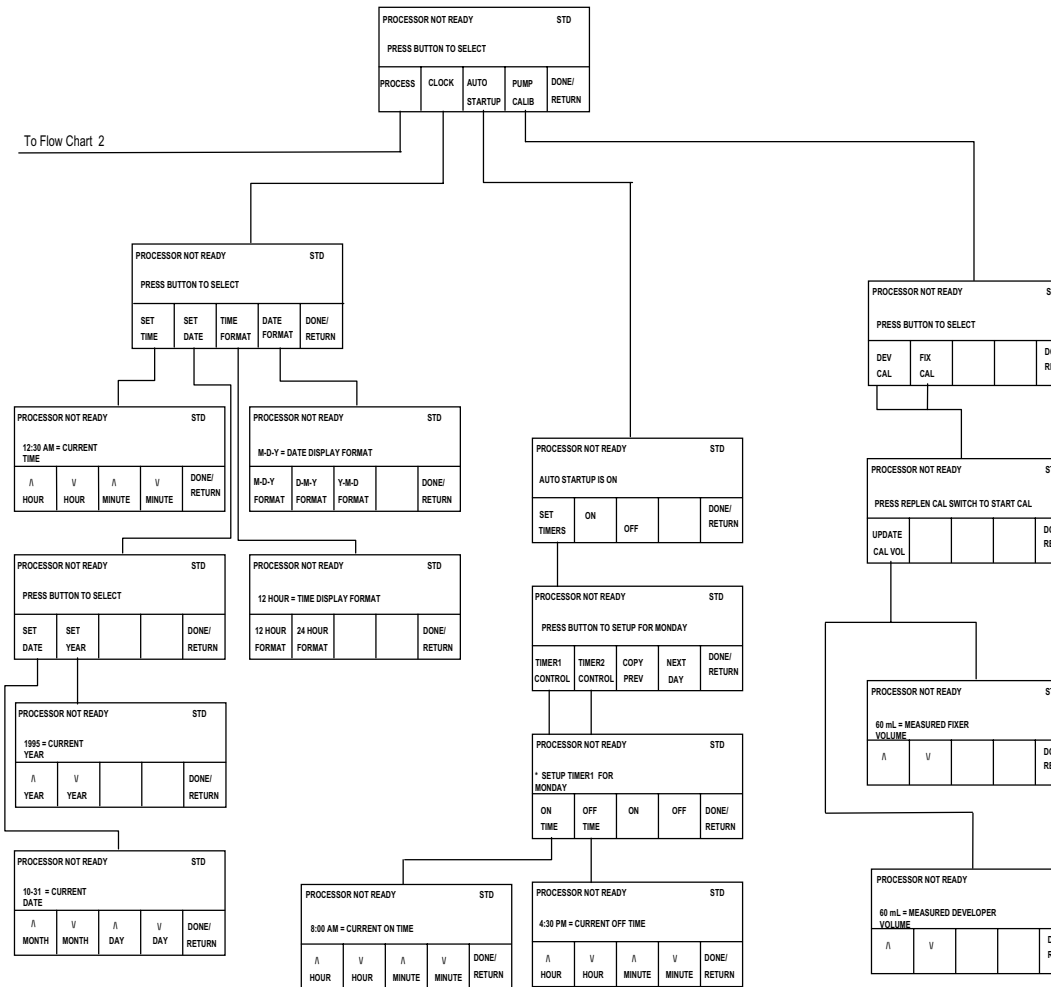 PROCESSOR NOT READY STD
PRESS BUTTON TO SELECT
PROCESS CLOCK AUTO STARTUP PUMP CALIB DONE/ RETURN
To Flow Chart 2
PROCESSOR NOT READY STD
PRESS BUTTON TO SELECT
SET TIME SET DATE TIME FORMAT DATE FORMAT DONE/ RETURN
PROCESSOR NOT READY STD
12:30 AM = CURRENT
TIME
∧ HOUR ∨ HOUR ∧ MINUTE ∨ MINUTE DONE/ RETURN
PROCESSOR NOT READY STD
M-D-Y = DATE DISPLAY FORMAT
M-D-Y FORMAT D-M-Y FORMAT Y-M-D FORMAT DONE/ RETURN
PROCESSOR NOT READY STD
PRESS BUTTON TO SELECT
SET DATE SET YEAR DONE/ RETURN
PROCESSOR NOT READY STD
12 HOUR = TIME DISPLAY FORMAT
12 HOUR FORMAT 24 HOUR FORMAT DONE/ RETURN
PROCESSOR NOT READY STD
1995 = CURRENT
YEAR
∧ YEAR ∨ YEAR DONE/ RETURN
PROCESSOR NOT READY STD
10-31 = CURRENT
DATE
∧ MONTH ∨ MONTH ∧ DAY ∨ DAY DONE/ RETURN
PROCESSOR NOT READY STD
AUTO STARTUP IS ON
SET TIMERS ON OFF DONE/ RETURN
PROCESSOR NOT READY STD
PRESS BUTTON TO SETUP FOR MONDAY
TIMER1 CONTROL TIMER2 CONTROL COPY PREV NEXT DAY DONE/ RETURN
PROCESSOR NOT READY STD
* SETUP TIMER1 FOR
MONDAY
ON TIME OFF TIME ON OFF DONE/ RETURN
PROCESSOR NOT READY STD
8:00 AM = CURRENT ON TIME
∧ HOUR ∨ HOUR ∧ MINUTE ∨ MINUTE DONE/ RETURN
PROCESSOR NOT READY STD
4:30 PM = CURRENT OFF TIME
∧ HOUR ∨ HOUR ∧ MINUTE ∨ MINUTE DONE/ RETURN
PROCESSOR NOT READY
PRESS BUTTON TO SELECT
DEV CAL FIX CAL
PROCESSOR NOT READY
PRESS REPLEN CAL SWITCH TO START CAL
UPDATE CAL VOL
PROCESSOR NOT READY
60 mL = MEASURED FIXER
VOLUME
∧ ∨
PROCESSOR NOT READY
60 mL = MEASURED DEVELOPER
VOLUME
∧ ∨